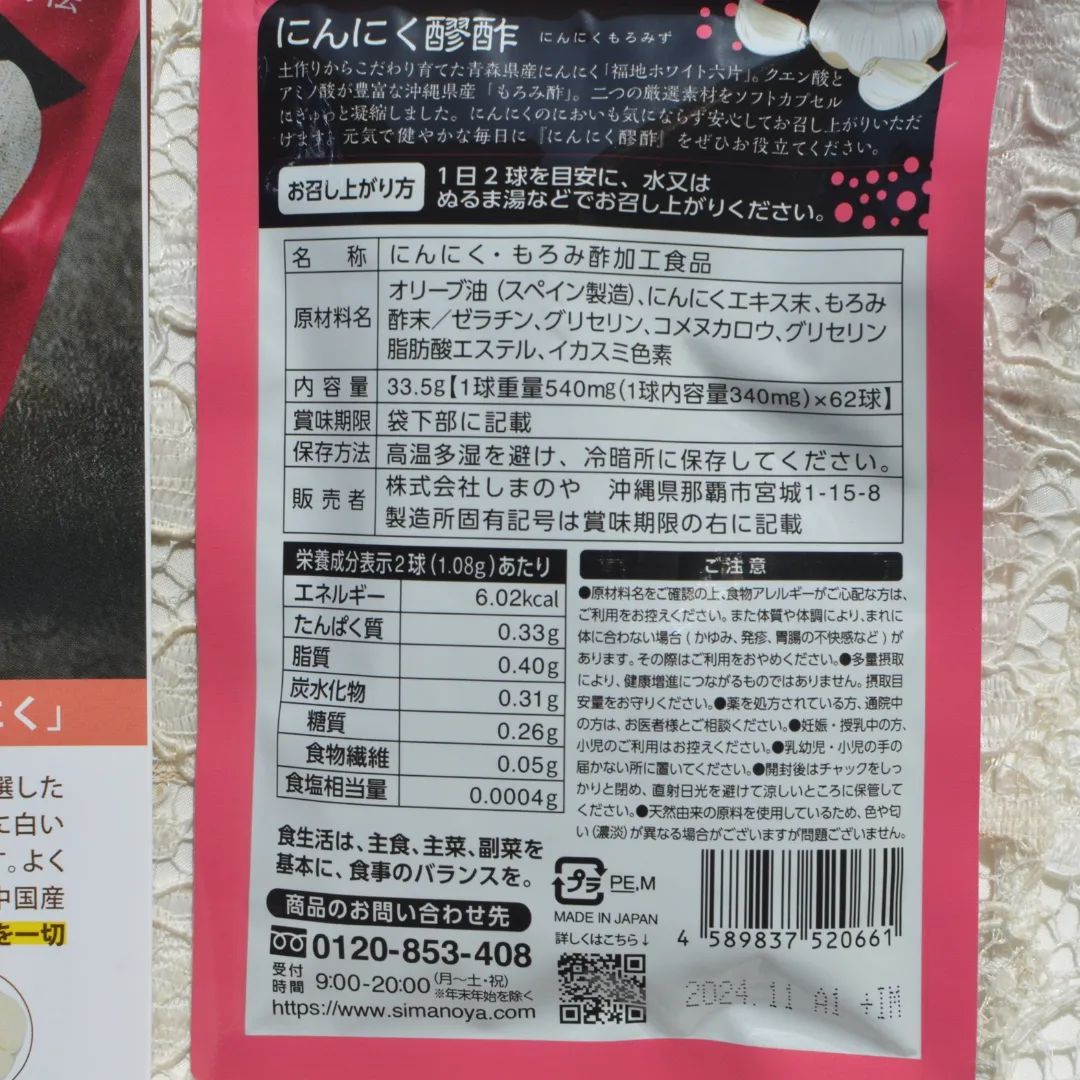 にんにく醪酢 にんにくもろみず
土作りからこだわり育てた青森県産にんにく「福地ホワイト六片」。クエン酸と
アミノ酸が豊富な沖縄県産「もろみ酢」。二つの厳選素材をソフトカプセル
にぎゅっと凝縮しました。にんにくのにおいも気にならず安心してお召し上がりいただ
けます。元気で健やかな毎日に『にんにく醪酢』をぜひお役立てください。
お召し上がり方
1日2球を目安に、水又は
ぬるま湯などでお召し上がりください。
名称 にんにく・もろみ酢加工食品
原材料名 オリーブ油（スペイン製造）、にんにくエキス末、もろみ
酢末／ゼラチン、グリセリン、コメヌカロウ、グリセリン
脂肪酸エステル、イカスミ色素
内容量 33.5g【1球重量540mg(1球内容量340mg)×62球】
賞味期限 袋下部に記載
保存方法 高温多湿を避け、冷暗所に保存してください。
販売者 株式会社しまのや 沖縄県那覇市宮城1-15-8
製造所固有記号は賞味期限の右に記載
栄養成分表示2球(1.08g)あたり
エネルギー 6.02kcal
たんぱく質 0.33g
脂質 0.40g
炭水化物 0.31g
糖質 0.26g
食物繊維 0.05g
食塩相当量 0.0004g
ご注意
●原材料名をご確認の上、食物アレルギーがご心配な方は、
ご利用をお控えください。また体質や体調により、まれに
体に合わない場合(かゆみ、発疹、胃腸の不快感など)が
あります。その際はご利用をおやめください。●多量摂取
により、健康増進につながるものではありません。摂取目
安量をお守りください。●薬を処方されている方、通院中
の方は、お医者様とご相談ください。●妊娠・授乳中の方、
小児のご利用はお控えください。●乳幼児・小児の手の
届かない所に置いてください。●開封後はチャックをしっ
かりと閉め、直射日光を避けて涼しいところに保管して
ください。●天然由来の原料を使用しているため、色や匂
い(濃淡)が異なる場合がございますが問題ございません。
食生活は、主食、主菜、副菜を
基本に、食事のバランスを。
商品のお問い合わせ先
0120-853-408
受付時間 9:00-20:00 (月〜土・祝)
※年末年始を除く
https://www.simanoya.com
プラ PE,M
MADE IN JAPAN
詳しくはこちら↓
4 589837 520661
2024.11 A1 +IM
く」
選した
に白い
す。よく
中国産
を一切